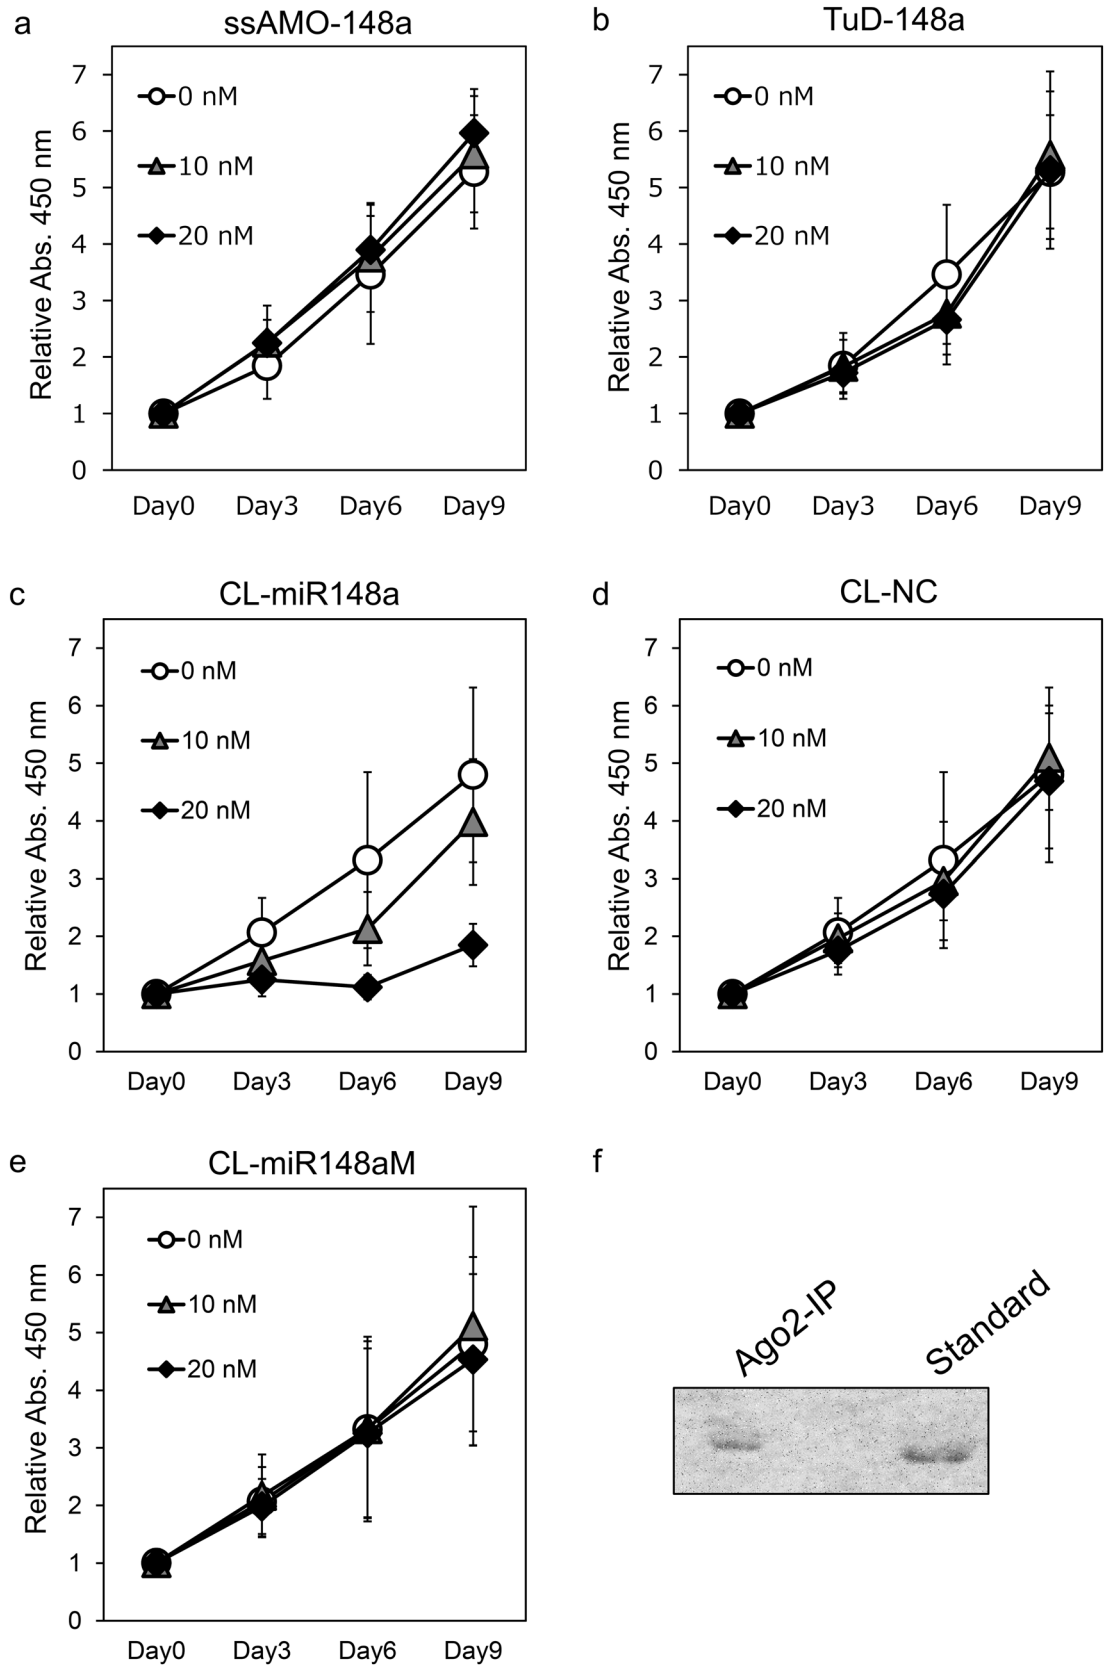 a
ssAMO-148a
Relative Abs. 450 nm
7
6
5
4
3
2
1
0
0 nM
10 nM
20 nM
Day0 Day3 Day6 Day9
b
TuD-148a
Relative Abs. 450 nm
7
6
5
4
3
2
1
0
0 nM
10 nM
20 nM
Day0 Day3 Day6 Day9
c
CL-miR148a
Relative Abs. 450 nm
7
6
5
4
3
2
1
0
0 nM
10 nM
20 nM
Day0 Day3 Day6 Day9
d
CL-NC
Relative Abs. 450 nm
7
6
5
4
3
2
1
0
0 nM
10 nM
20 nM
Day0 Day3 Day6 Day9
e
CL-miR148aM
Relative Abs. 450 nm
7
6
5
4
3
2
1
0
0 nM
10 nM
20 nM
Day0 Day3 Day6 Day9
f
Ago2-IP
Standard